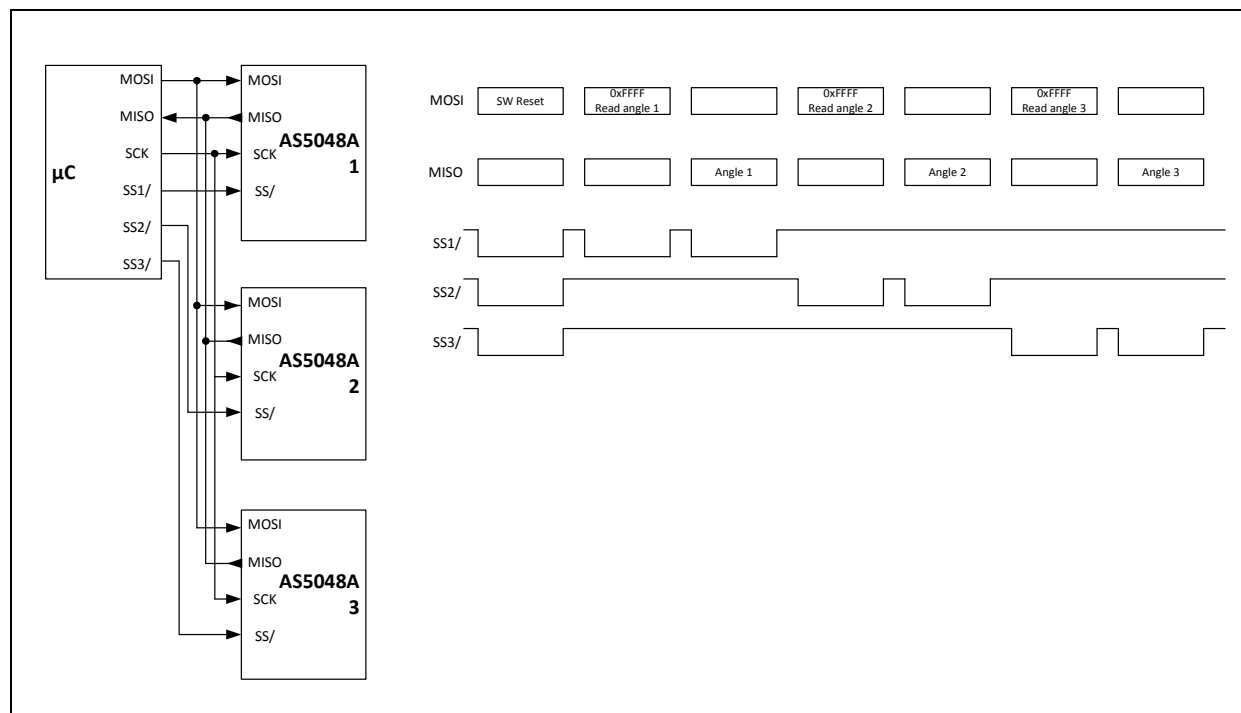 µC
MOSI
MISO
SCK
SS1/
SS2/
SS3/
MOSI
MISO
SCK
SS/
AS5048A
1
MOSI
MISO
SCK
SS/
AS5048A
2
MOSI
MISO
SCK
SS/
AS5048A
3
MOSI
SW Reset
0xFFFF
Read angle 1
0xFFFF
Read angle 2
0xFFFF
Read angle 3
MISO
Angle 1
Angle 2
Angle 3
SS1/
SS2/
SS3/